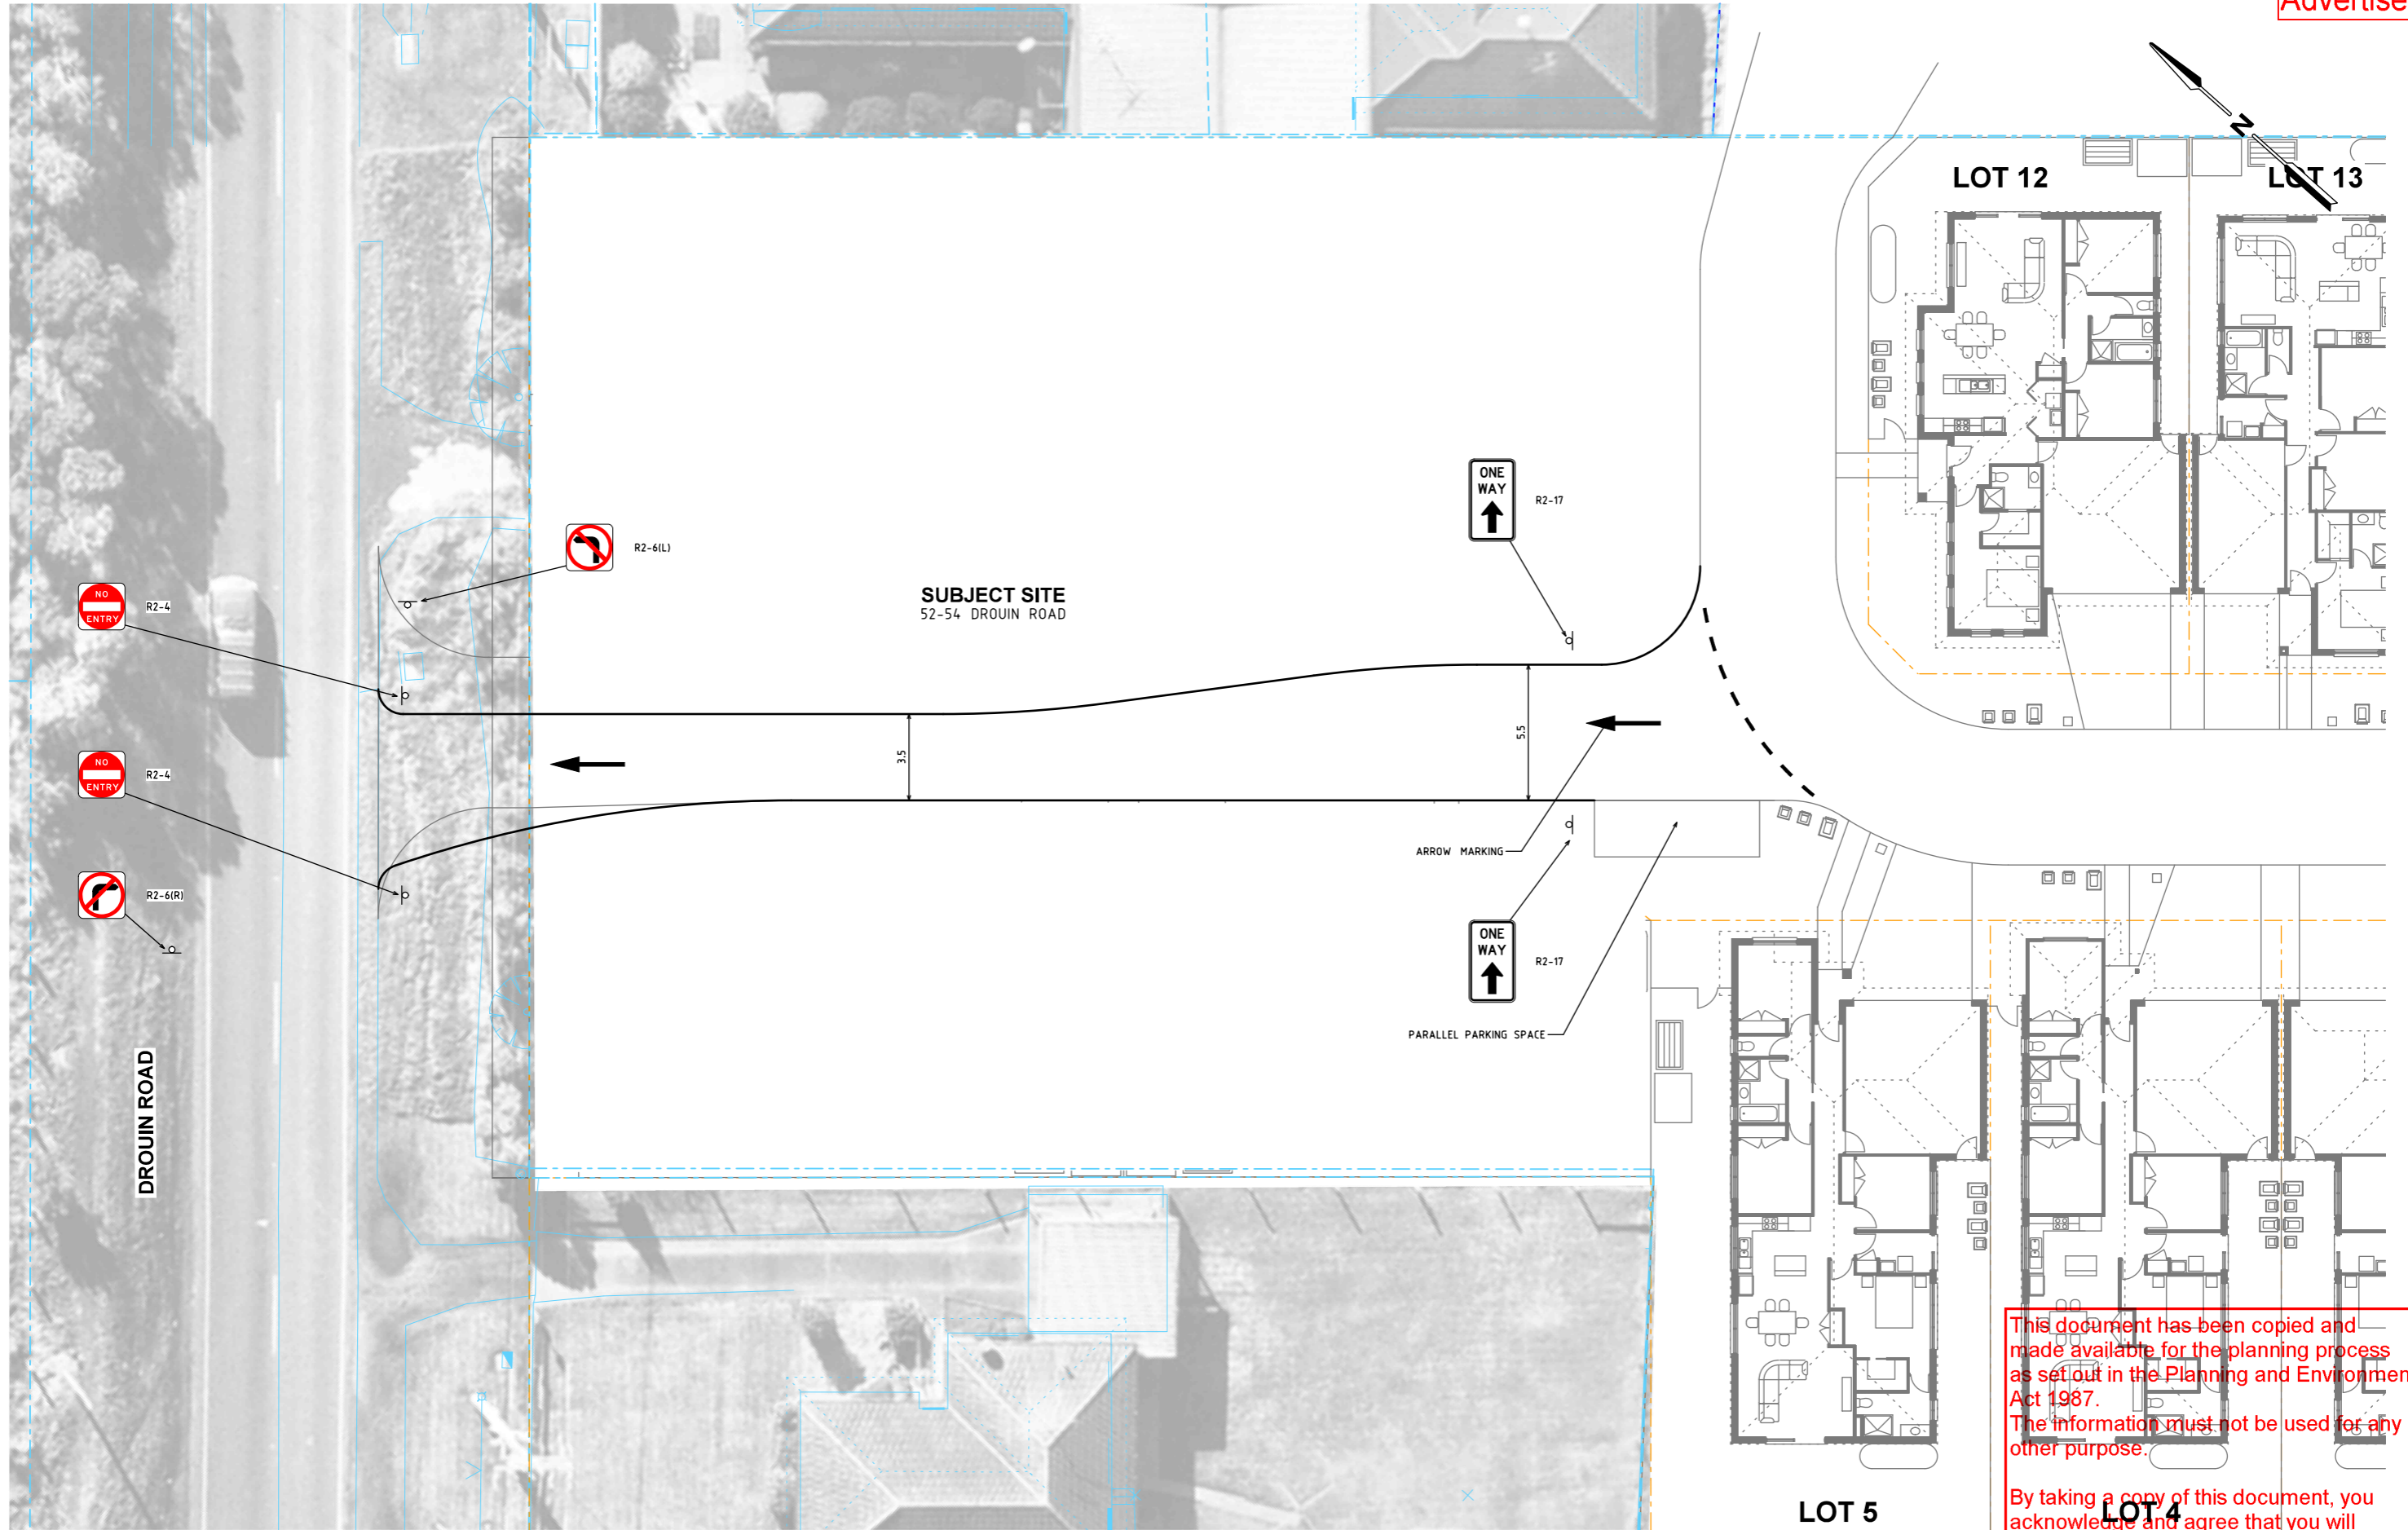 Advertise
N
LOT 12
LOT 13
ONE
WAY
R2-17
R2-6(L)
SUBJECT SITE
52-54 DROUIN ROAD
NO
ENTRY
R2-4
NO
ENTRY
R2-4
3.5
5.5
R2-6(R)
ARROW MARKING
ONE
WAY
R2-17
PARALLEL PARKING SPACE
DROUIN ROAD
This document has been copied and
made available for the planning process
as set out in the Planning and Environmen
Act 1987.
The information must not be used for any
other purpose.
By taking a copy of this document, you
acknowledge and agree that you will
LOT 5
LOT 4